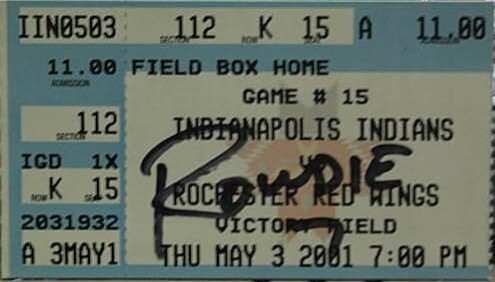 IIN0503 112 K 15 A 11.00
SECTION ROW SEAT ADMISSION
11.00 FIELD BOX HOME
ADMISSION
GAME # 15
112 INDIANAPOLIS INDIANS
SECTION
IGD 1X
ROW K SEAT 15 ROCHESTER RED WINGS
ROWDIE
2031932 VICTORY FIELD
A 3MAY1 THU MAY 3 2001 7:00 PM